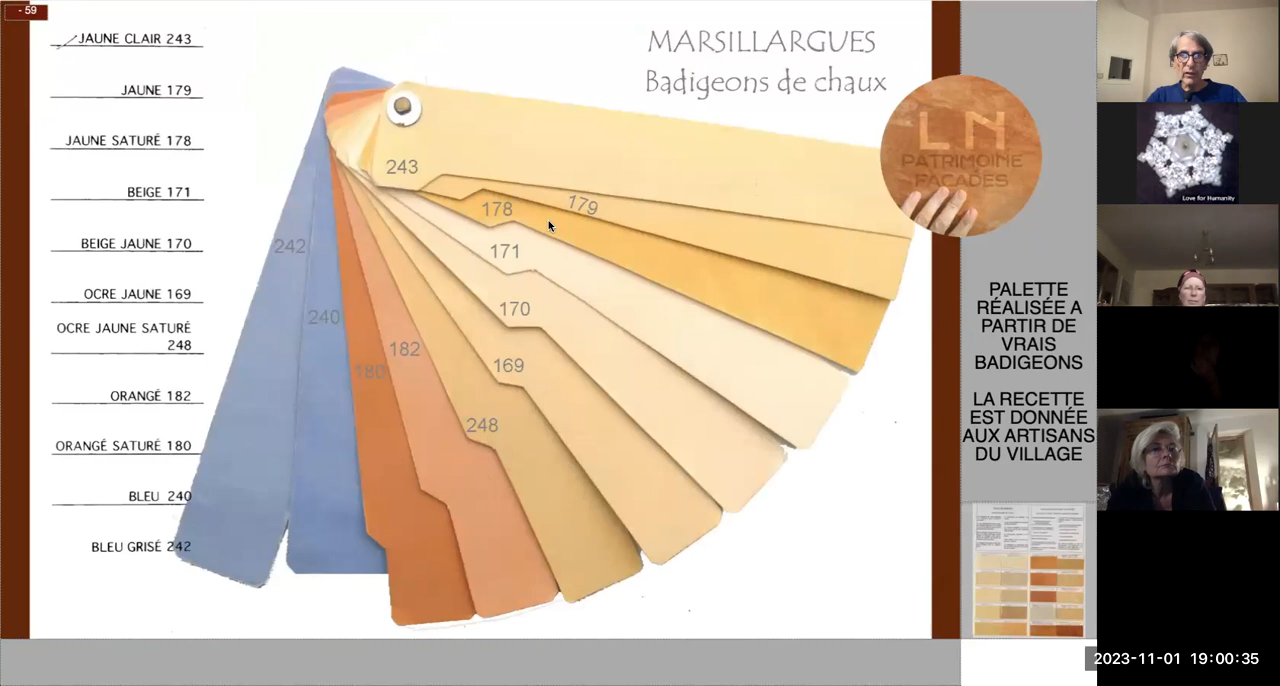 - 59
JAUNE CLAIR 243
JAUNE 179
JAUNE SATURÉ 178
BEIGE 171
BEIGE JAUNE 170
OCRE JAUNE 169
OCRE JAUNE SATURÉ
248
ORANGÉ 182
ORANGÉ SATURÉ 180
BLEU 240
BLEU GRISÉ 242
MARSILLARGUES
Badigeons de chaux
243
179
178
171
170
169
248
182
180
240
242
LN
PATRIMOINE
FAÇADES
PALETTE
RÉALISÉE A
PARTIR DE
VRAIS
BADIGEONS
LA RECETTE
EST DONNÉE
AUX ARTISANS
DU VILLAGE
Love for Humanity
2023-11-01 19:00:35